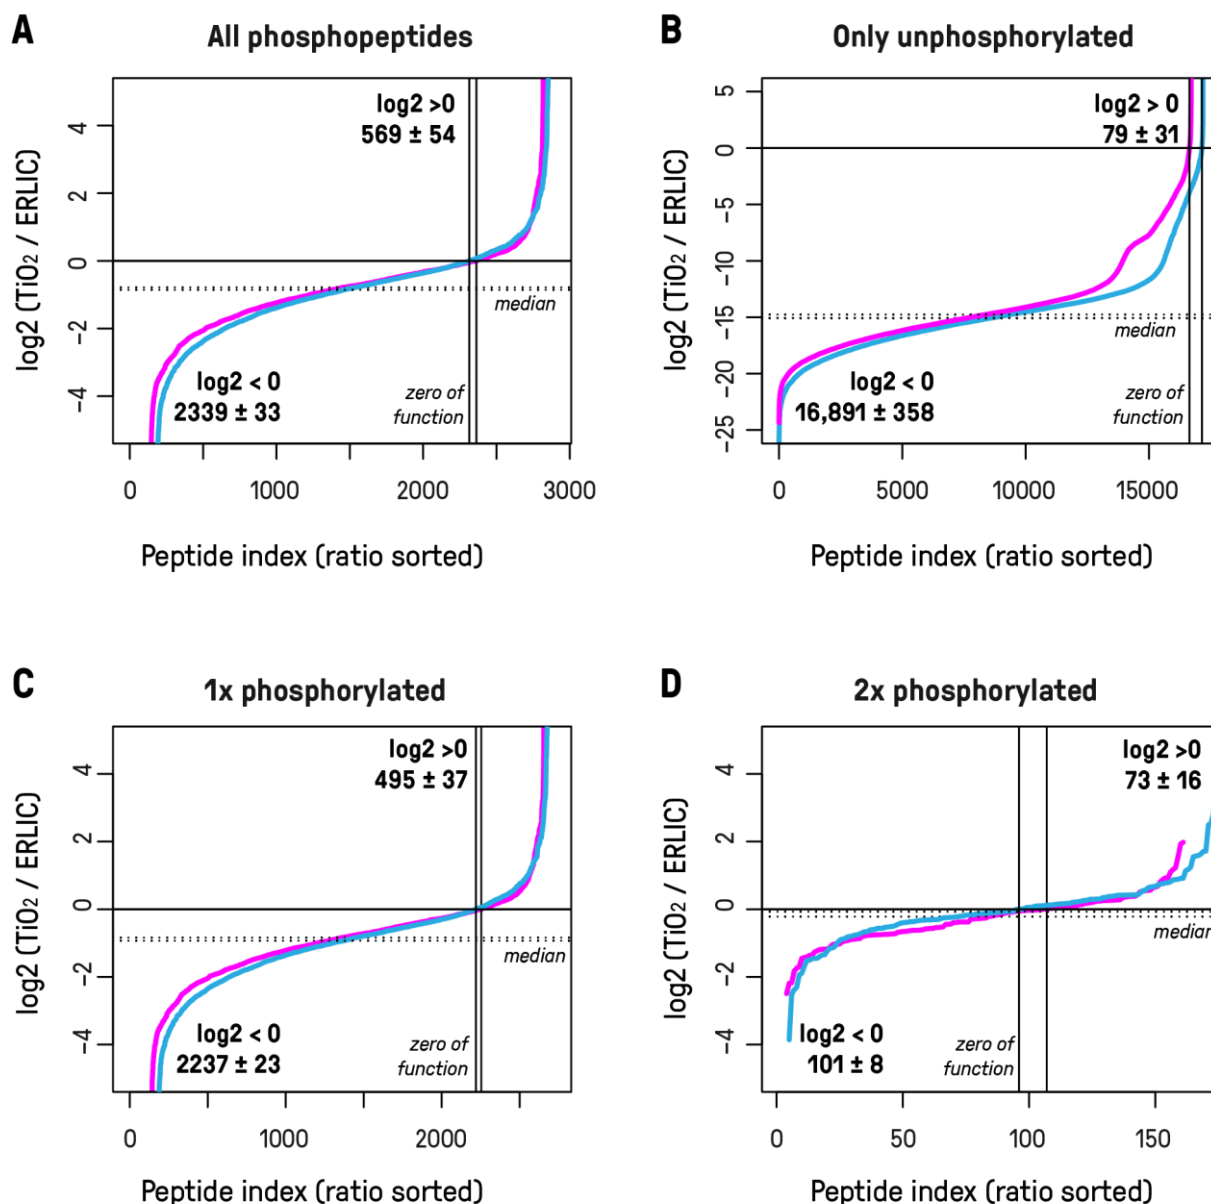 A
All phosphopeptides
log2 (TiO2 / ERLIC)
4
2
0
−2
−4
log2 >0
569 ± 54
median
log2 < 0
2339 ± 33
zero of
function
0
1000
2000
3000
Peptide index (ratio sorted)
B
Only unphosphorylated
log2 (TiO2 / ERLIC)
5
0
−5
−10
−15
−20
−25
log2 > 0
79 ± 31
median
log2 < 0
16,891 ± 358
zero of
function
0
5000
10000
15000
Peptide index (ratio sorted)
C
1x phosphorylated
log2 (TiO2 / ERLIC)
4
2
0
−2
−4
log2 >0
495 ± 37
median
log2 < 0
2237 ± 23
zero of
function
0
1000
2000
Peptide index (ratio sorted)
D
2x phosphorylated
log2 (TiO2 / ERLIC)
4
2
0
−2
−4
log2 >0
73 ± 16
median
log2 < 0
101 ± 8
zero of
function
0
50
100
150
Peptide index (ratio sorted)